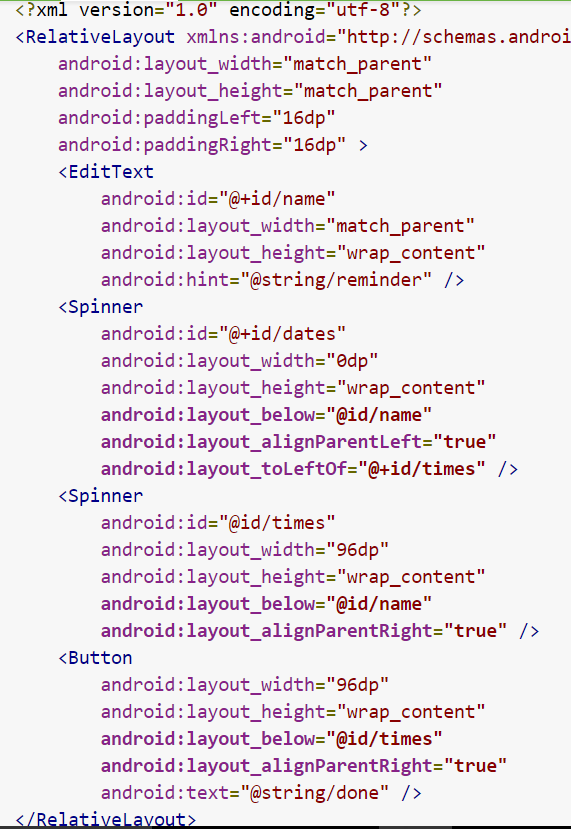 <?xml version="1.0" encoding="utf-8"?>
<RelativeLayout xmlns:android="http://schemas.androi
    android:layout_width="match_parent"
    android:layout_height="match_parent"
    android:paddingLeft="16dp"
    android:paddingRight="16dp" >
    <EditText
        android:id="@+id/name"
        android:layout_width="match_parent"
        android:layout_height="wrap_content"
        android:hint="@string/reminder" />
    <Spinner
        android:id="@+id/dates"
        android:layout_width="0dp"
        android:layout_height="wrap_content"
        android:layout_below="@id/name"
        android:layout_alignParentLeft="true"
        android:layout_toLeftOf="@+id/times" />
    <Spinner
        android:id="@id/times"
        android:layout_width="96dp"
        android:layout_height="wrap_content"
        android:layout_below="@id/name"
        android:layout_alignParentRight="true" />
    <Button
        android:layout_width="96dp"
        android:layout_height="wrap_content"
        android:layout_below="@id/times"
        android:layout_alignParentRight="true"
        android:text="@string/done" />
</RelativeLayout>